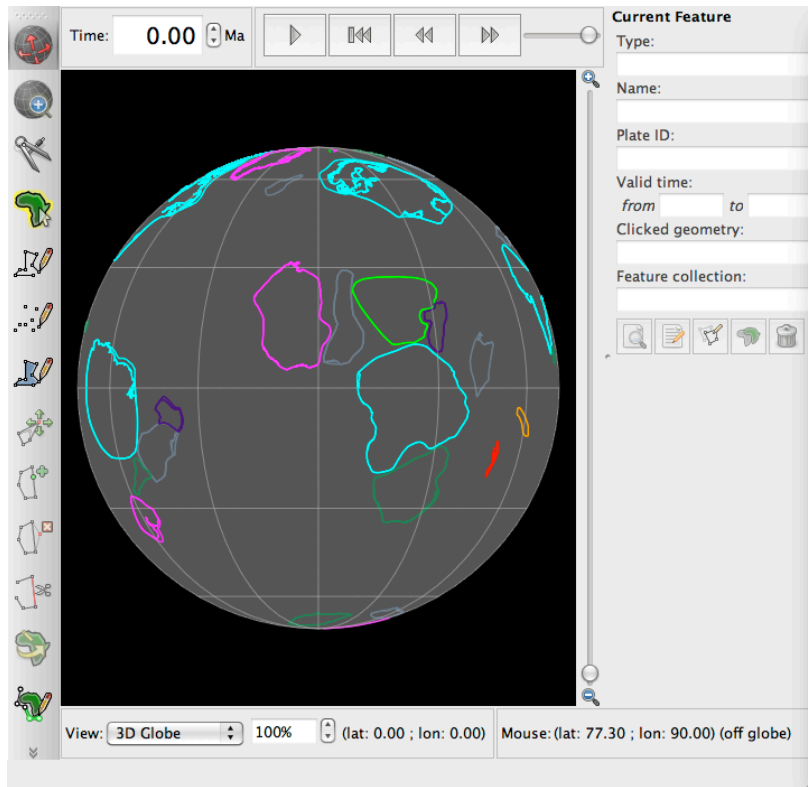 Time: 0.00 Ma
Current Feature
Type:
Name:
Plate ID:
Valid time:
from to
Clicked geometry:
Feature collection:
View: 3D Globe 100% (lat: 0.00 ; lon: 0.00) Mouse: (lat: 77.30 ; lon: 90.00) (off globe)